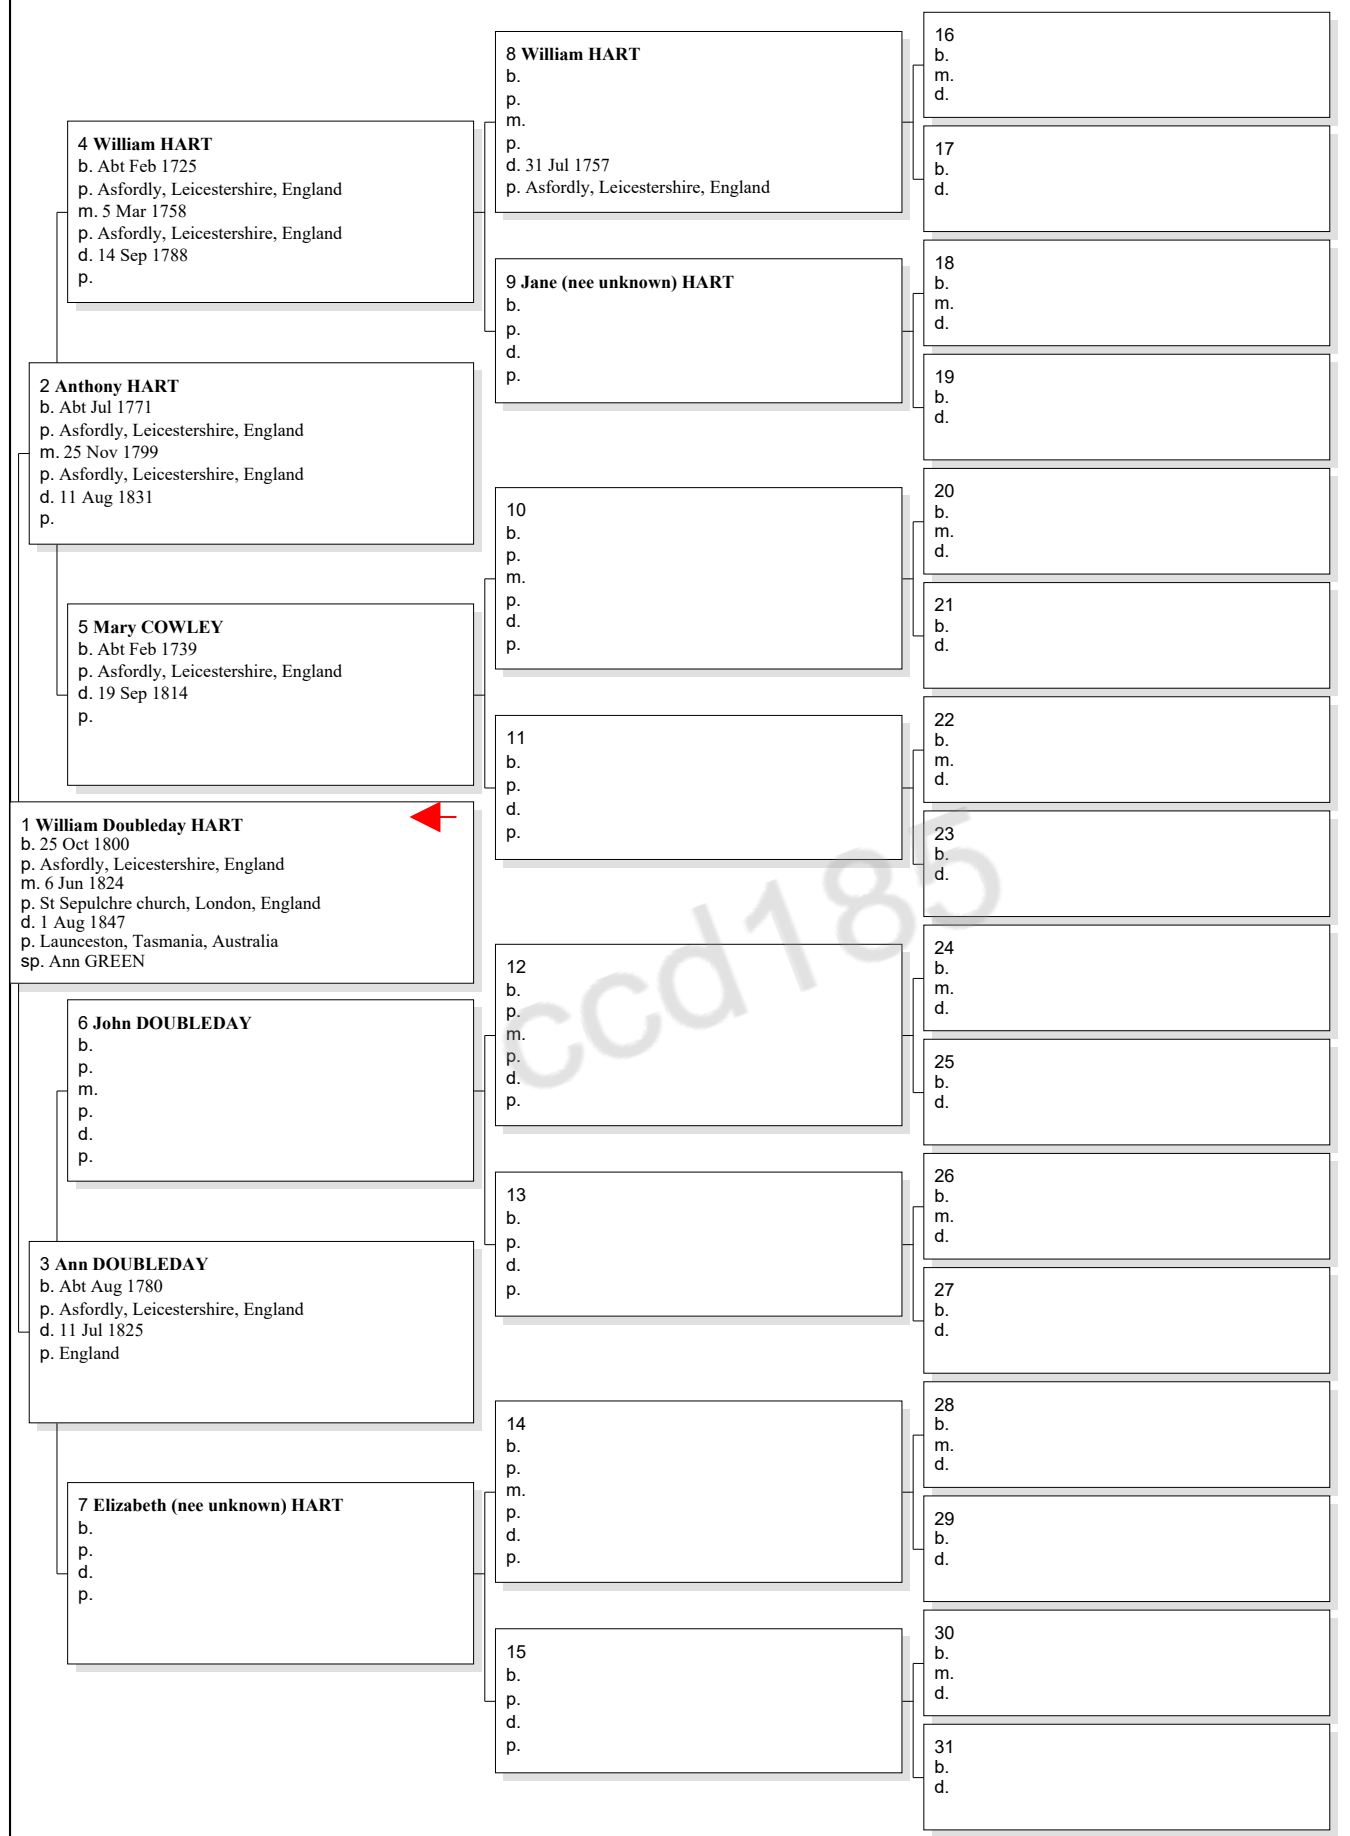 8 William HART
b.
p.
m.
p.
d. 31 Jul 1757
p. Asfordly, Leicestershire, England
16
b.
m.
d.
17
b.
d.
4 William HART
b. Abt Feb 1725
p. Asfordly, Leicestershire, England
m. 5 Mar 1758
p. Asfordly, Leicestershire, England
d. 14 Sep 1788
p.
9 Jane (nee unknown) HART
b.
p.
d.
p.
18
b.
m.
d.
19
b.
d.
2 Anthony HART
b. Abt Jul 1771
p. Asfordly, Leicestershire, England
m. 25 Nov 1799
p. Asfordly, Leicestershire, England
d. 11 Aug 1831
p.
10
b.
p.
m.
p.
d.
p.
20
b.
m.
d.
21
b.
d.
5 Mary COWLEY
b. Abt Feb 1739
p. Asfordly, Leicestershire, England
d. 19 Sep 1814
p.
11
b.
p.
d.
p.
22
b.
m.
d.
23
b.
d.
1 William Doubleday HART
b. 25 Oct 1800
p. Asfordly, Leicestershire, England
m. 6 Jun 1824
p. St Sepulchre church, London, England
d. 1 Aug 1847
p. Launceston, Tasmania, Australia
sp. Ann GREEN
ccd185
12
b.
p.
m.
p.
d.
p.
24
b.
m.
d.
25
b.
d.
6 John DOUBLEDAY
b.
p.
m.
p.
d.
p.
13
b.
p.
d.
p.
26
b.
m.
d.
27
b.
d.
3 Ann DOUBLEDAY
b. Abt Aug 1780
p. Asfordly, Leicestershire, England
d. 11 Jul 1825
p. England
14
b.
p.
m.
p.
d.
p.
28
b.
m.
d.
29
b.
d.
7 Elizabeth (nee unknown) HART
b.
p.
d.
p.
15
b.
p.
d.
p.
30
b.
m.
d.
31
b.
d.